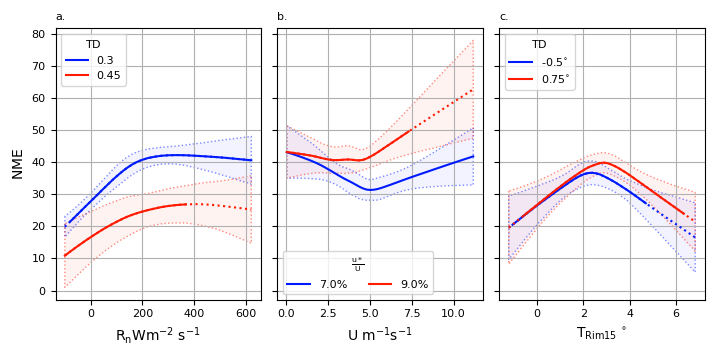 a.
b.
c.
NME
80
70
60
50
40
30
20
10
0
TD
0.3
0.45
0
200
400
600
RₙWm⁻² s⁻¹
u*/U
7.0%
9.0%
0.0
2.5
5.0
7.5
10.0
U m⁻¹s⁻¹
TD
-0.5°
0.75°
0
2
4
6
T_Rim15 °